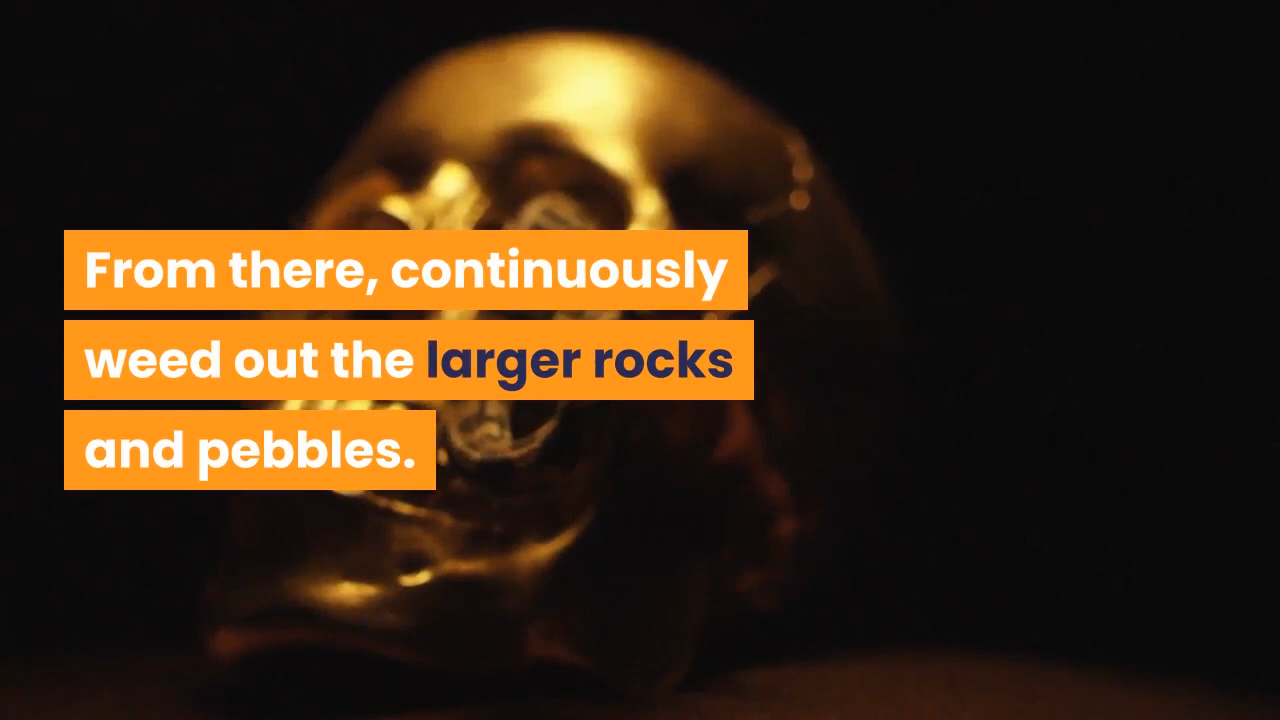 From there, continuously
weed out the larger rocks
and pebbles.